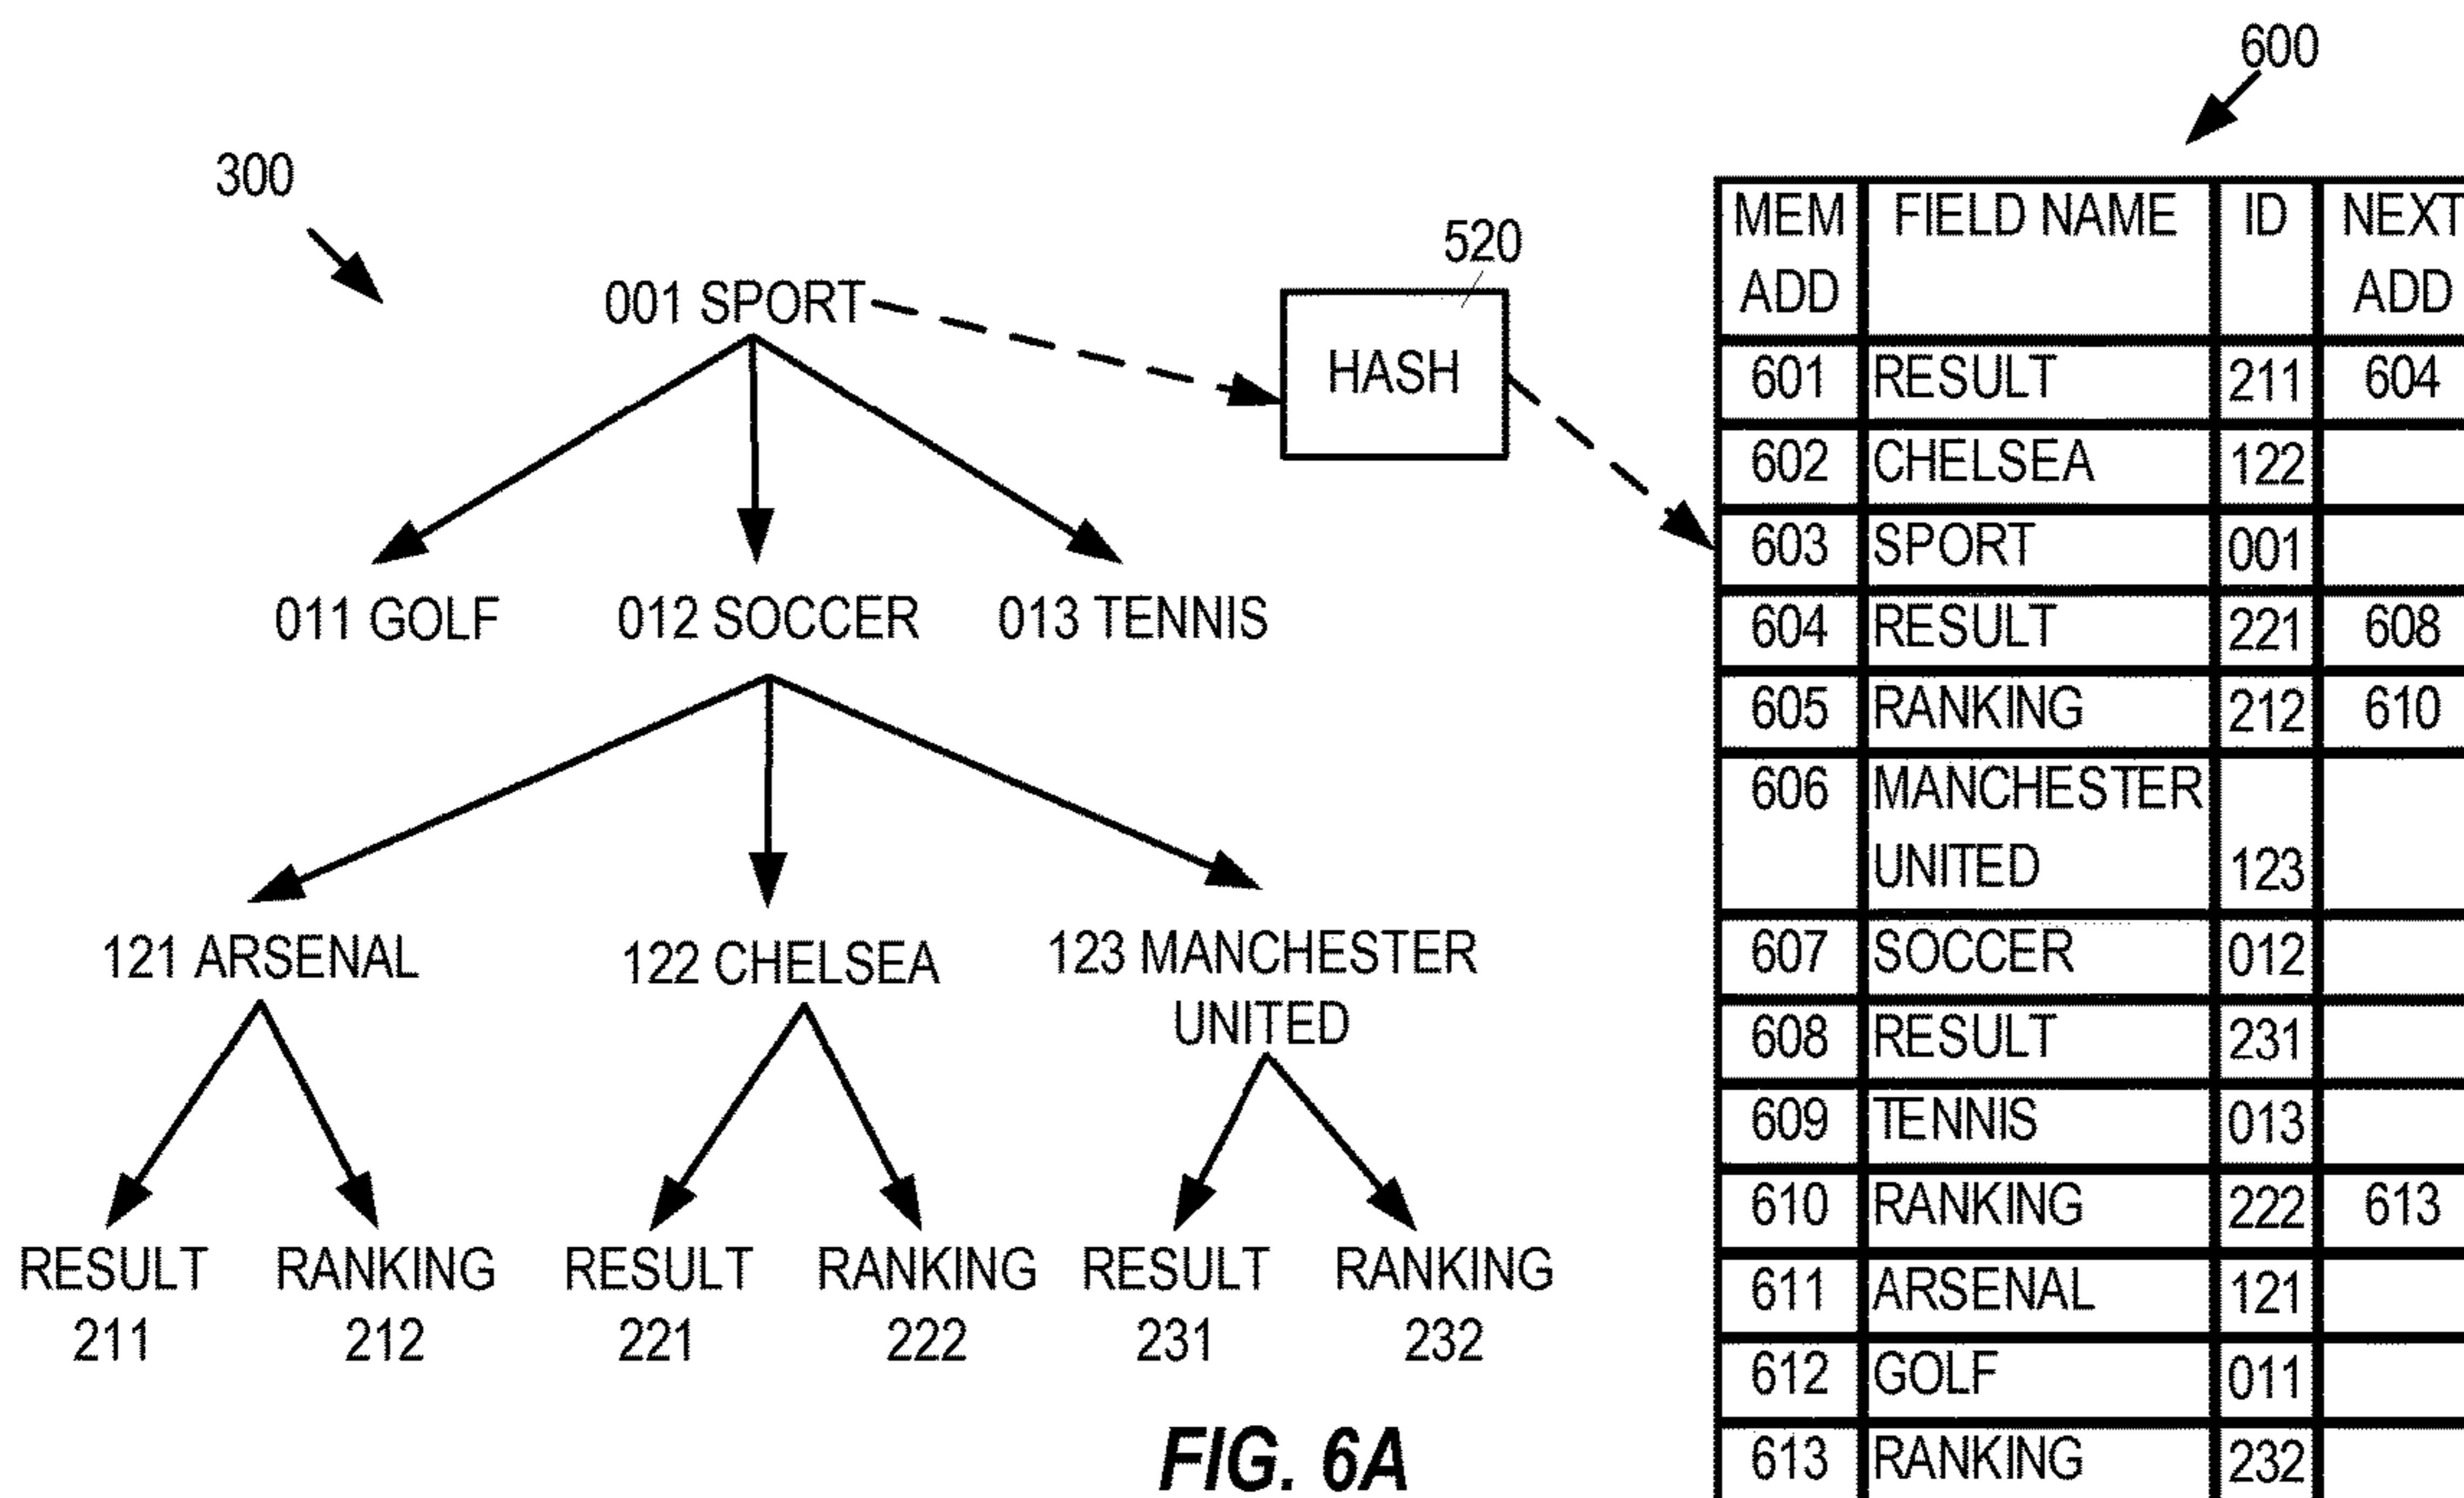 600
300
520
001 SPORT
HASH
011 GOLF 012 SOCCER 013 TENNIS
121 ARSENAL 122 CHELSEA 123 MANCHESTER
UNITED
RESULT RANKING RESULT RANKING RESULT RANKING
211 212 221 222 231 232
FIG. 6A
MEM FIELD NAME ID NEXT
ADD ADD
601 RESULT 211 604
602 CHELSEA 122
603 SPORT 001
604 RESULT 221 608
605 RANKING 212 610
606 MANCHESTER
UNITED 123
607 SOCCER 012
608 RESULT 231
609 TENNIS 013
610 RANKING 222 613
611 ARSENAL 121
612 GOLF 011
613 RANKING 232